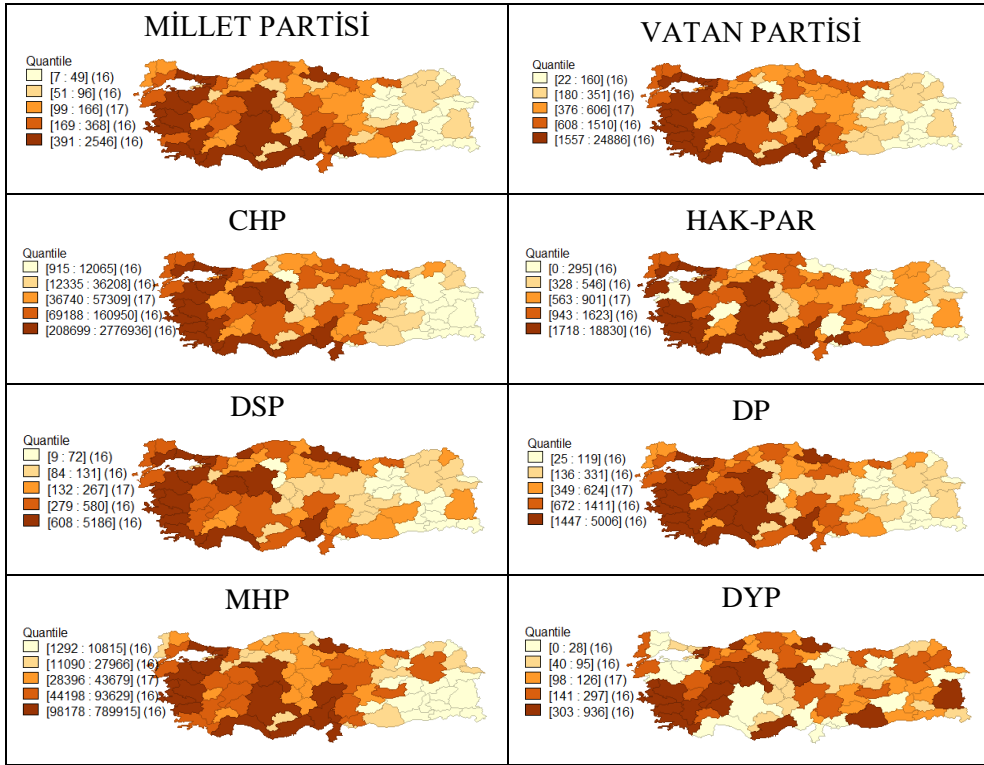 MİLLET PARTİSİ
Quantile
[7 : 49] (16)
[51 : 96] (16)
[99 : 166] (17)
[169 : 368] (16)
[391 : 2546] (16)
VATAN PARTİSİ
Quantile
[22 : 160] (16)
[180 : 351] (16)
[376 : 606] (17)
[608 : 1510] (16)
[1557 : 24886] (16)
CHP
Quantile
[915 : 12065] (16)
[12335 : 36208] (16)
[36740 : 57309] (17)
[69188 : 160950] (16)
[208699 : 2776936] (16)
HAK-PAR
Quantile
[0 : 295] (16)
[328 : 546] (16)
[563 : 901] (17)
[943 : 1623] (16)
[1718 : 18830] (16)
DSP
Quantile
[9 : 72] (16)
[84 : 131] (16)
[132 : 267] (17)
[279 : 580] (16)
[608 : 5186] (16)
DP
Quantile
[25 : 119] (16)
[136 : 331] (16)
[349 : 624] (17)
[672 : 1411] (16)
[1447 : 5006] (16)
MHP
Quantile
[1292 : 10815] (16)
[11090 : 27966] (16)
[28396 : 43679] (17)
[44198 : 93629] (16)
[98178 : 789915] (16)
DYP
Quantile
[0 : 28] (16)
[40 : 95] (16)
[98 : 126] (17)
[141 : 297] (16)
[303 : 936] (16)